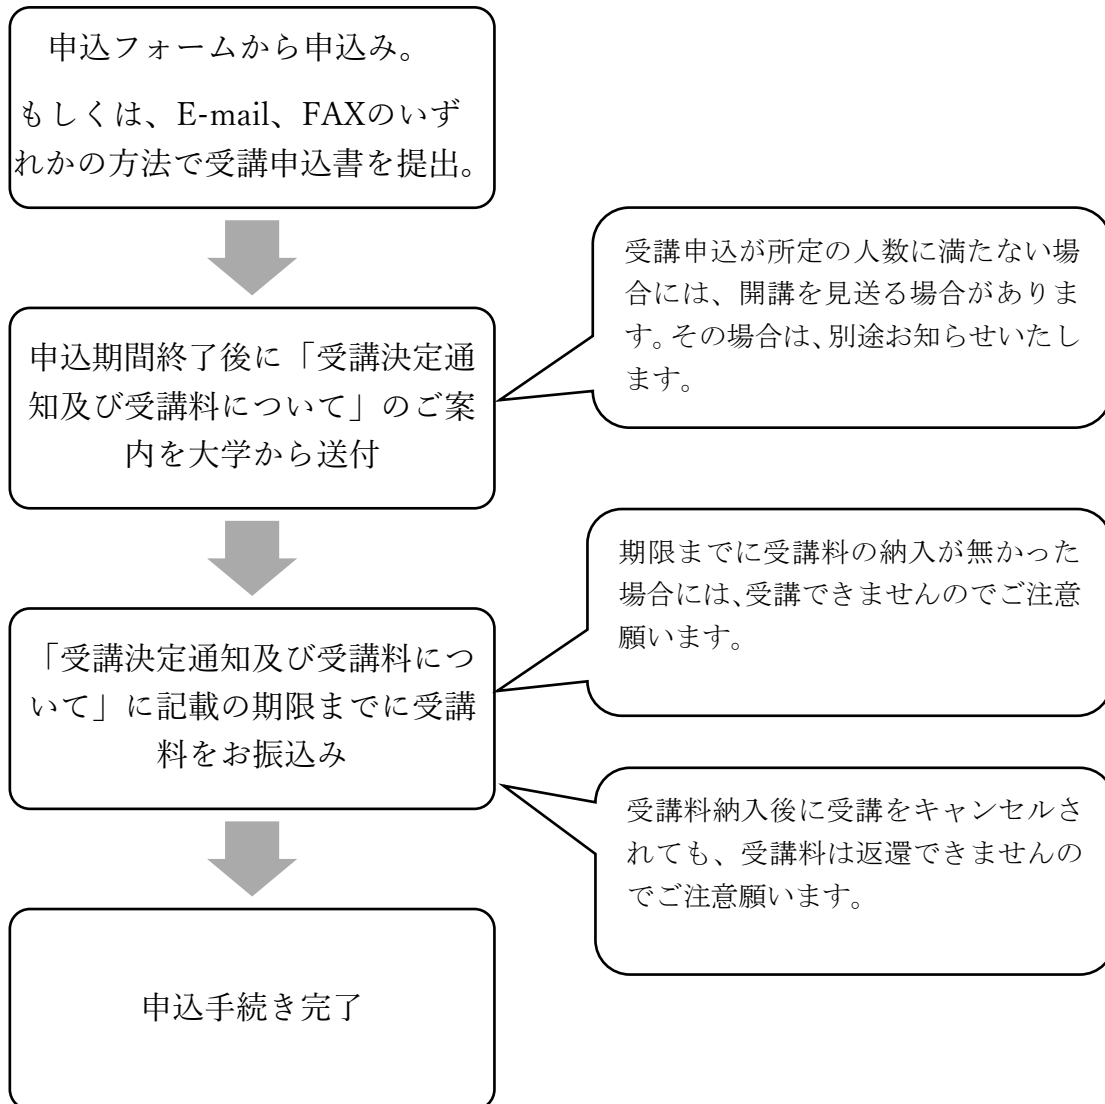 申込フォームから申込み。
もしくは、E-mail、FAXのいず
れかの方法で受講申込書を提出。
受講申込が所定の人数に満たない場
合には、開講を見送る場合がありま
す。その場合は、別途お知らせいたし
ます。
申込期間終了後に「受講決定通
知及び受講料について」のご案
内を大学から送付
期限までに受講料の納入が無かった
場合には、受講できませんのでご注意
願います。
「受講決定通知及び受講料につ
いて」に記載の期限までに受講
料をお振込み
受講料納入後に受講をキャンセルさ
れても、受講料は返還できませんの
でご注意願います。
申込手続き完了